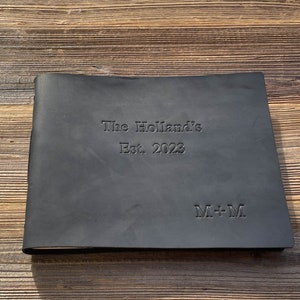 The Holland's
Est. 2023
M+M